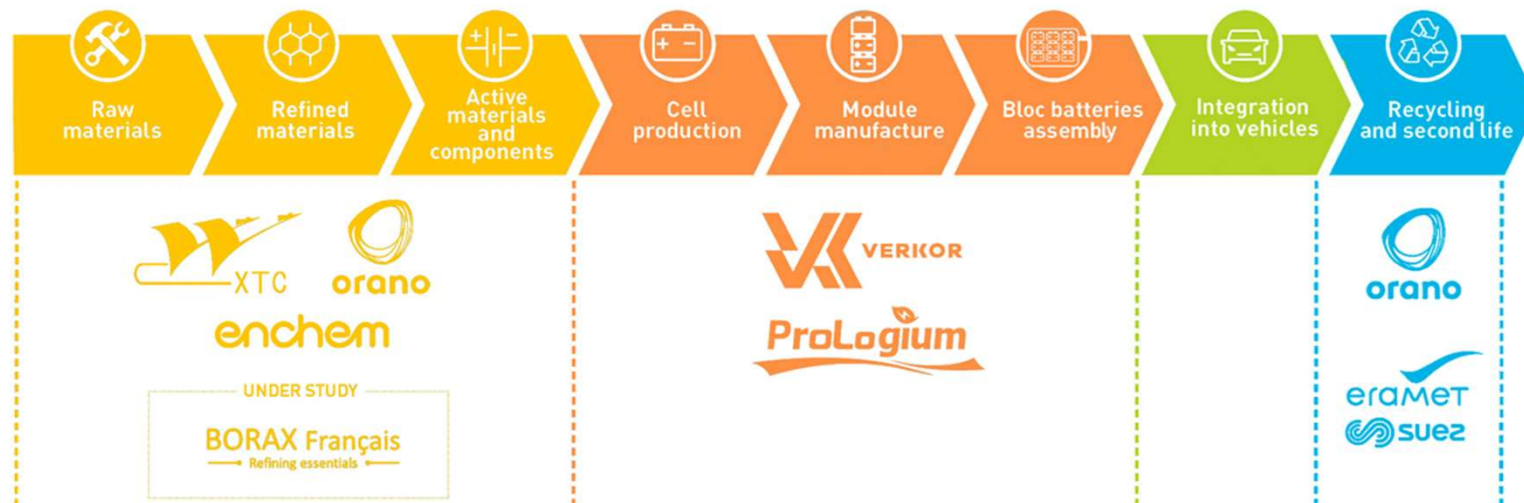 Raw
materials
Refined
materials
Active
materials
and
components
Cell
production
Module
manufacture
Bloc batteries
assembly
Integration
into vehicles
Recycling
and second life
XTC
orano
enchem
UNDER STUDY
BORAX Français
Refining essentials
VERKOR
ProLogium
orano
eramet
suez